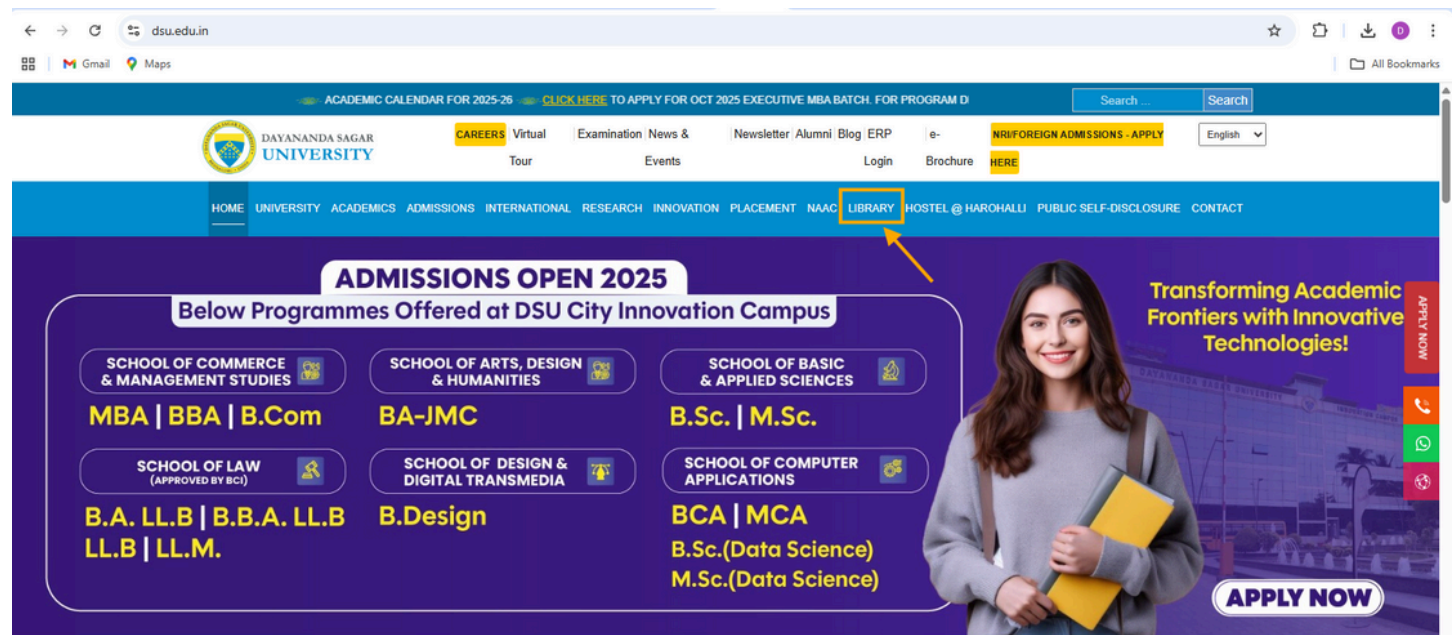 dsu.edu.in
D
Gmail Maps All Bookmarks
ACADEMIC CALENDAR FOR 2025-26 CLICK HERE TO APPLY FOR OCT 2025 EXECUTIVE MBA BATCH. FOR PROGRAM
Search ... Search
DAYANANDA SAGAR
UNIVERSITY
CAREERS Virtual Tour Examination News & Events Newsletter Alumni Blog ERP Login e-Brochure NRI/FOREIGN ADMISSIONS - APPLY HERE
English
HOME UNIVERSITY ACADEMICS ADMISSIONS INTERNATIONAL RESEARCH INNOVATION PLACEMENT NAAC LIBRARY HOSTEL @ HAROHALLI PUBLIC SELF-DISCLOSURE CONTACT
ADMISSIONS OPEN 2025
Below Programmes Offered at DSU City Innovation Campus
SCHOOL OF COMMERCE
& MANAGEMENT STUDIES
MBA | BBA | B.Com
SCHOOL OF ARTS, DESIGN
& HUMANITIES
BA-JMC
SCHOOL OF BASIC
& APPLIED SCIENCES
B.Sc. | M.Sc.
SCHOOL OF LAW
(APPROVED BY BCI)
B.A. LL.B | B.B.A. LL.B
LL.B | LL.M.
SCHOOL OF DESIGN &
DIGITAL TRANSMEDIA
B.Design
SCHOOL OF COMPUTER
APPLICATIONS
BCA | MCA
B.Sc.(Data Science)
M.Sc.(Data Science)
Transforming Academic
Frontiers with Innovative
Technologies!
DAYANANDA SAGAR UNIVERSITY
APPLY NOW
APPLY NOW